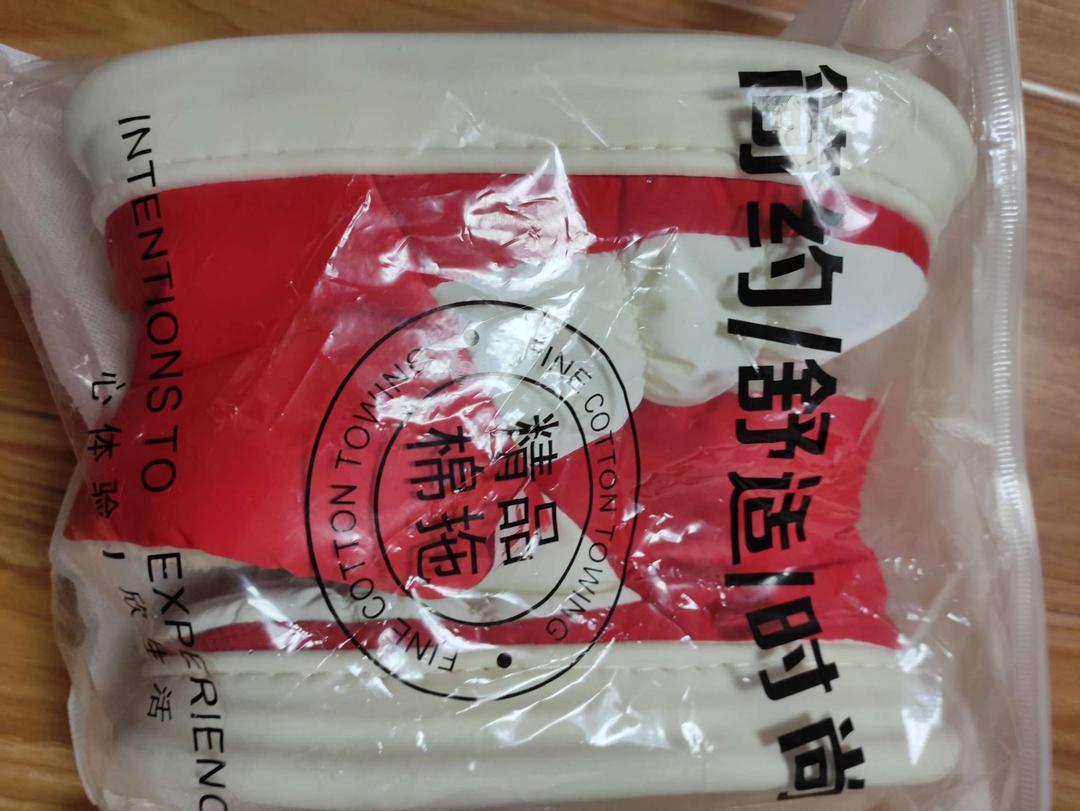 简约/舒适/时尚
FINE COTTON TOWING
精品
棉拖
FINE COTTON TOWING
INTENTIONS TO EXPERIENC
心体验,欣生活